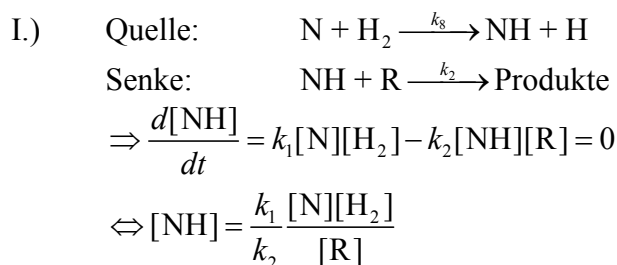 I.) Quelle: N + H₂ —k₈→ NH + H
Senke: NH + R —k₂→ Produkte
⇒ d[NH]/dt = k₁[N][H₂] − k₂[NH][R] = 0
⇔ [NH] = k₁/k₂ [N][H₂]/[R]